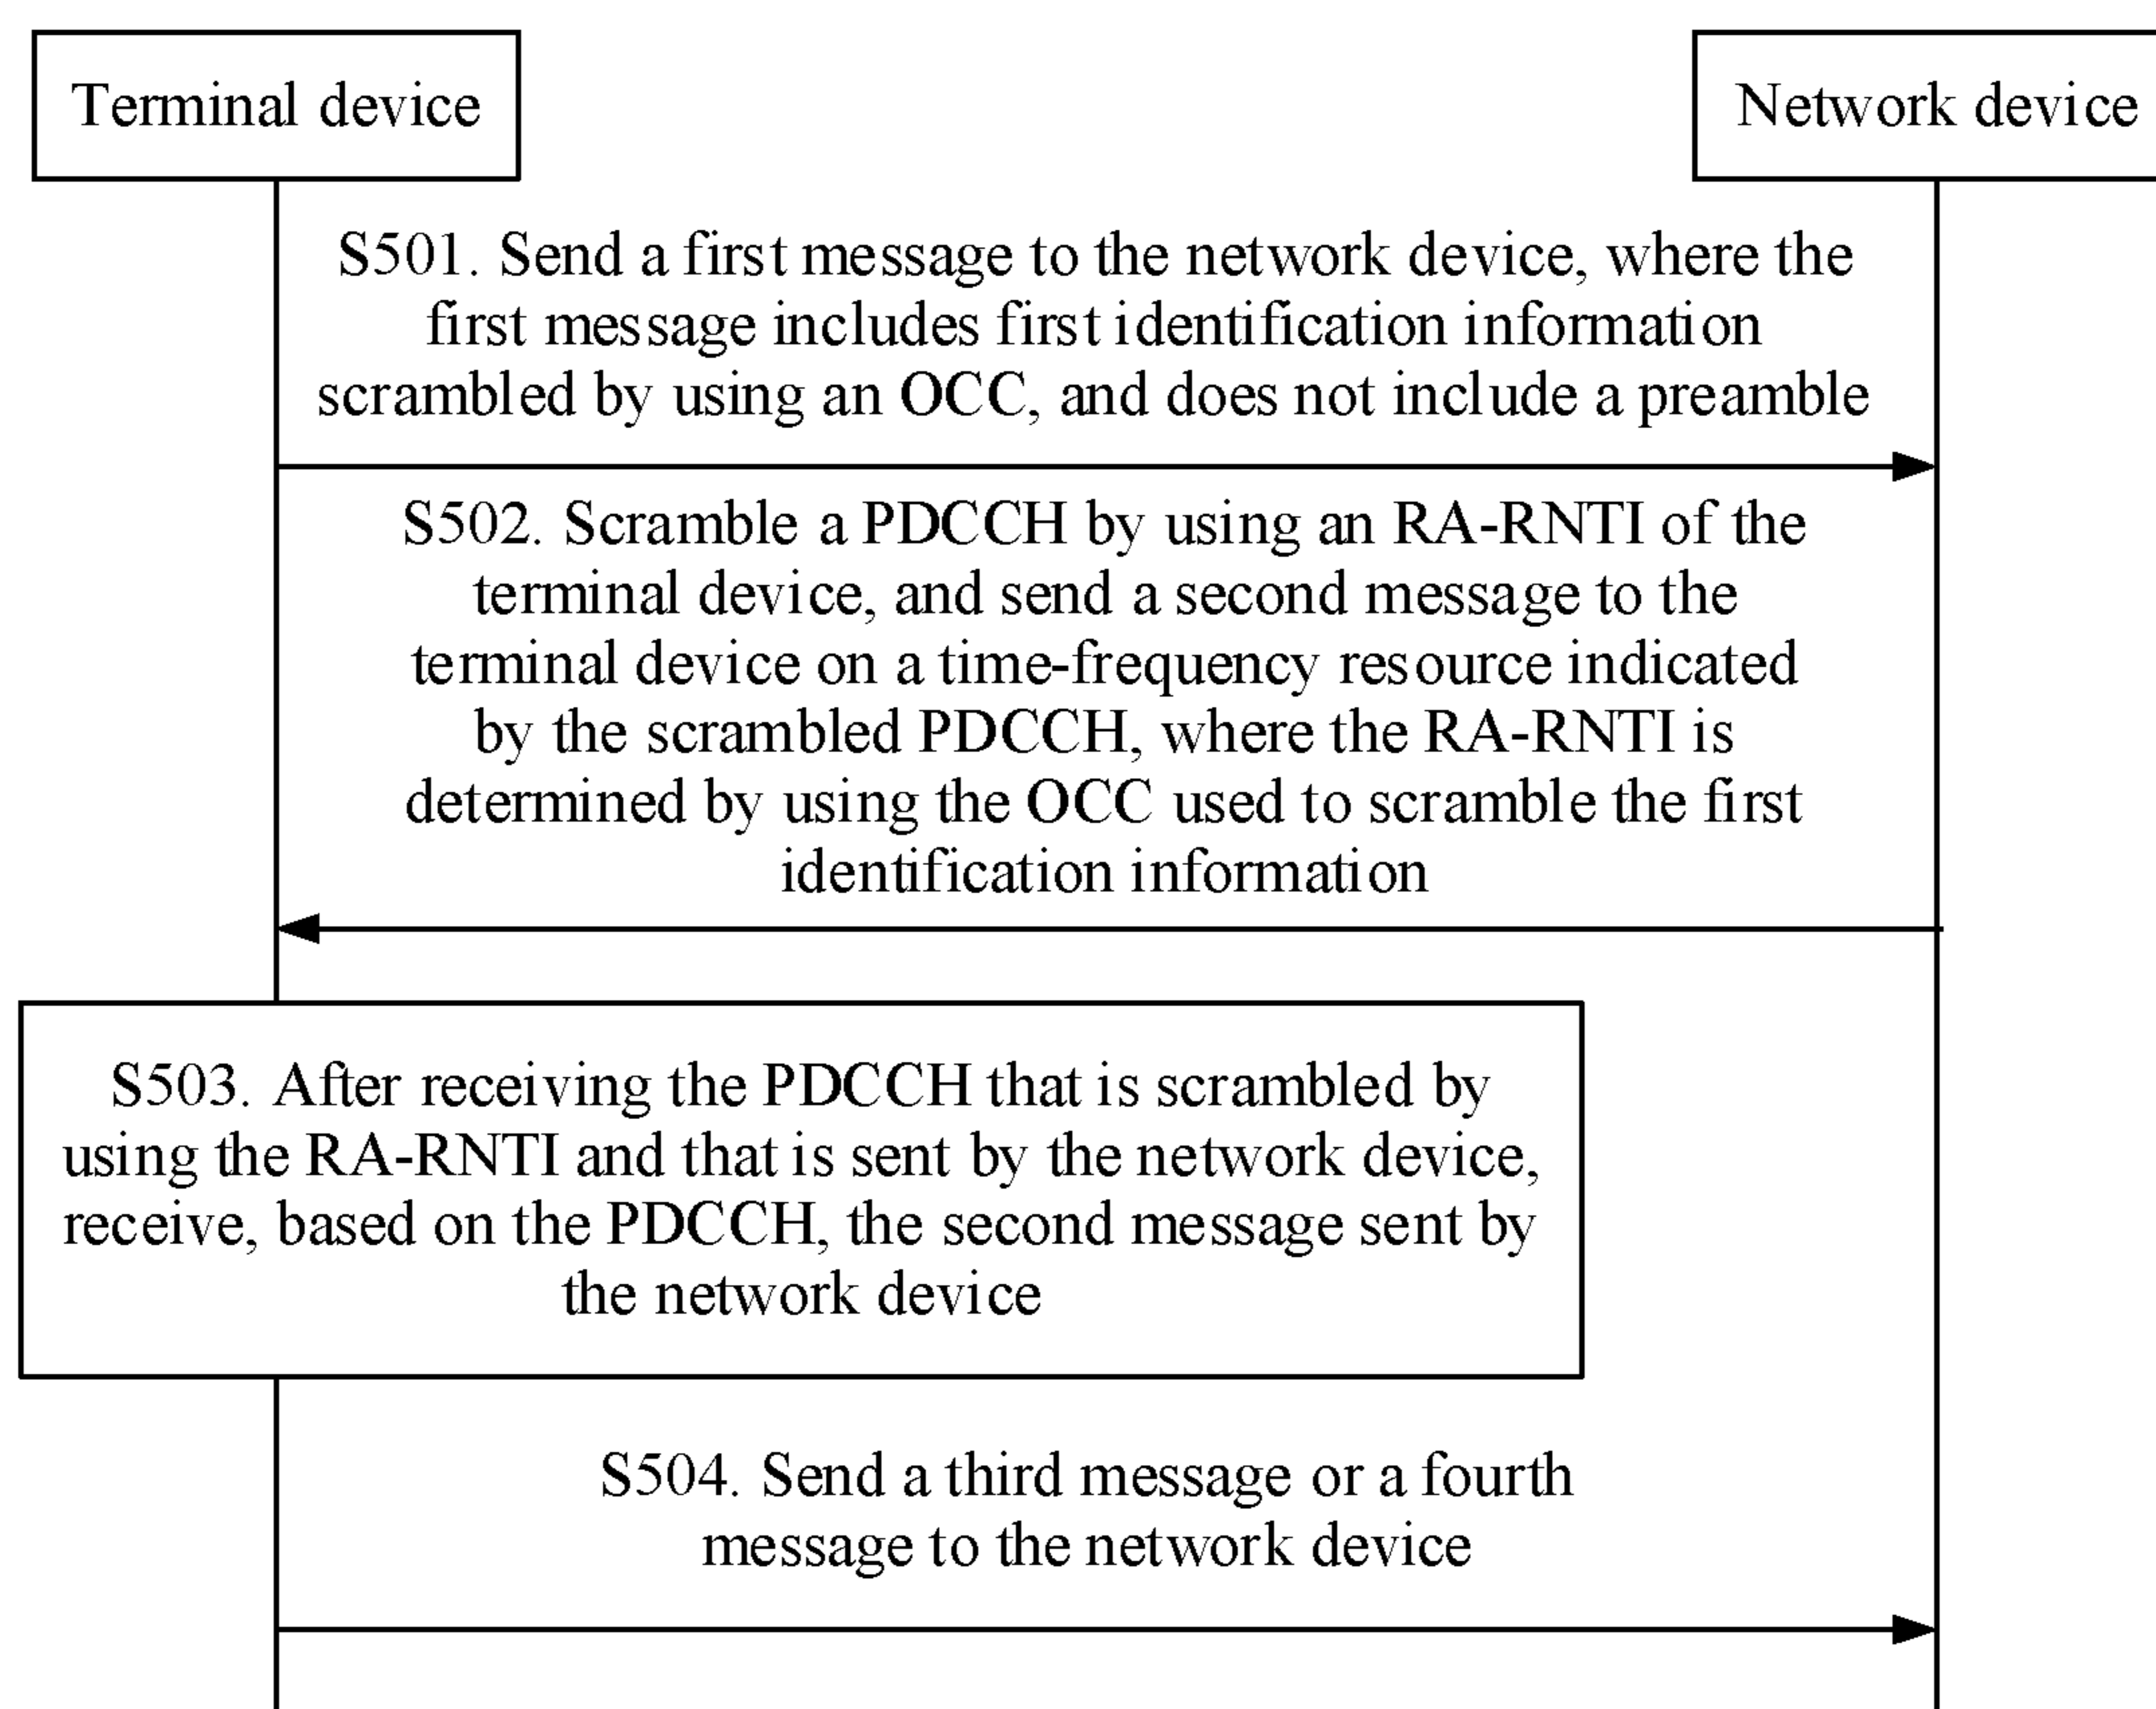 Terminal device
Network device
S501. Send a first message to the network device, where the
first message includes first identification information
scrambled by using an OCC, and does not include a preamble
S502. Scramble a PDCCH by using an RA-RNTI of the
terminal device, and send a second message to the
terminal device on a time-frequency resource indicated
by the scrambled PDCCH, where the RA-RNTI is
determined by using the OCC used to scramble the first
identification information
S503. After receiving the PDCCH that is scrambled by
using the RA-RNTI and that is sent by the network device,
receive, based on the PDCCH, the second message sent by
the network device
S504. Send a third message or a fourth
message to the network device